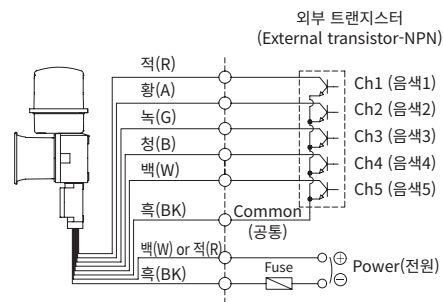 외부 트랜지스터
(External transistor-NPN)
적(R)
황(A)
녹(G)
청(B)
백(W)
흑(BK)
백(W) or 적(R)
흑(BK)
Ch1 (음색1)
Ch2 (음색2)
Ch3 (음색3)
Ch4 (음색4)
Ch5 (음색5)
Common
(공통)
Fuse
⊕
⊖
Power(전원)